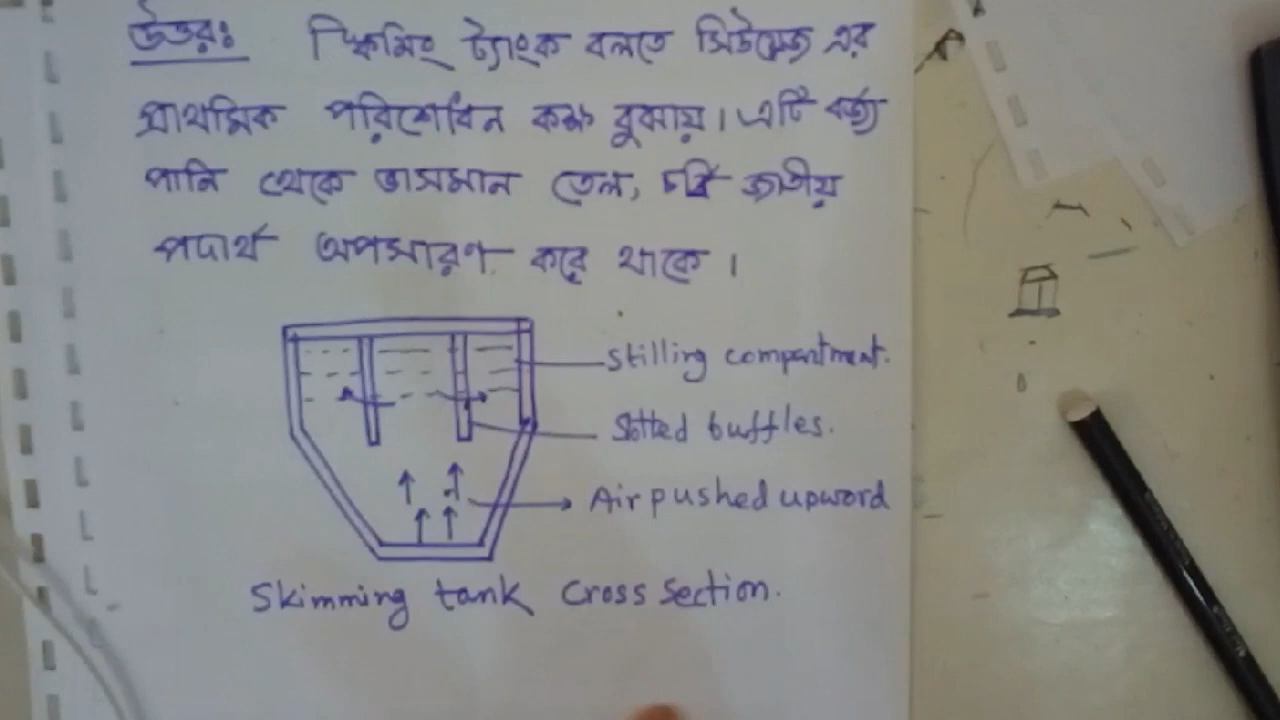 উত্তরঃ স্কিমিং ট্যাংক বলতে সিউয়েজ এর
প্রাথমিক পরিশোধন কক্ষ বুঝায়। এটি বর্জ্য
পানি থেকে ভাসমান তেল, চর্বি জাতীয়
পদার্থ অপসারণ করে থাকে।
Stilling compartment.
Slotted buffles.
Air pushed upword
Skimming tank cross section.